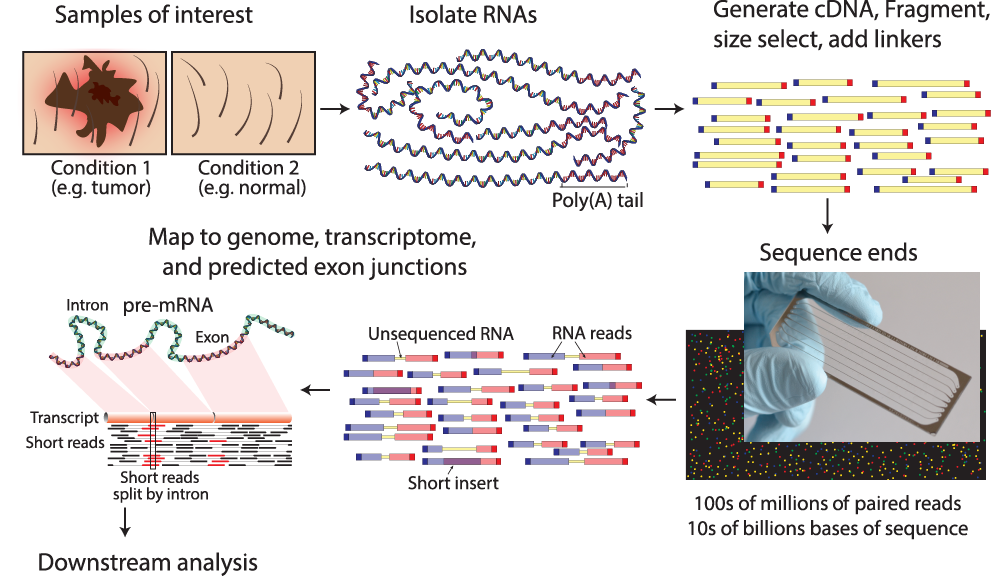 Samples of interest
Isolate RNAs
Generate cDNA, Fragment,
size select, add linkers
Condition 1
(e.g. tumor)
Condition 2
(e.g. normal)
Poly(A) tail
Sequence ends
100s of millions of paired reads
10s of billions bases of sequence
Unsequenced RNA
RNA reads
Short insert
Map to genome, transcriptome,
and predicted exon junctions
Intron
pre-mRNA
Exon
Transcript
Short reads
Short reads
split by intron
Downstream analysis